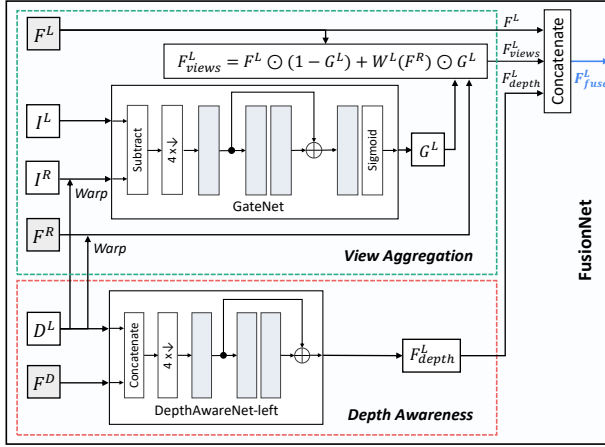 F^L
F^L
F^L_views = F^L ⊙ (1 − G^L) + W^L(F^R) ⊙ G^L
F^L_views
F^L_depth
Concatenate
F^L_fuse
I^L
I^R
Warp
Subtract
4 x↓
Sigmoid
G^L
GateNet
F^R
Warp
View Aggregation
FusionNet
D^L
F^D
Concatenate
4 x↓
F^L_depth
DepthAwareNet-left
Depth Awareness